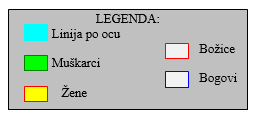 LEGENDA:
Linija po ocu
Muškarci
Žene
Božice
Bogovi